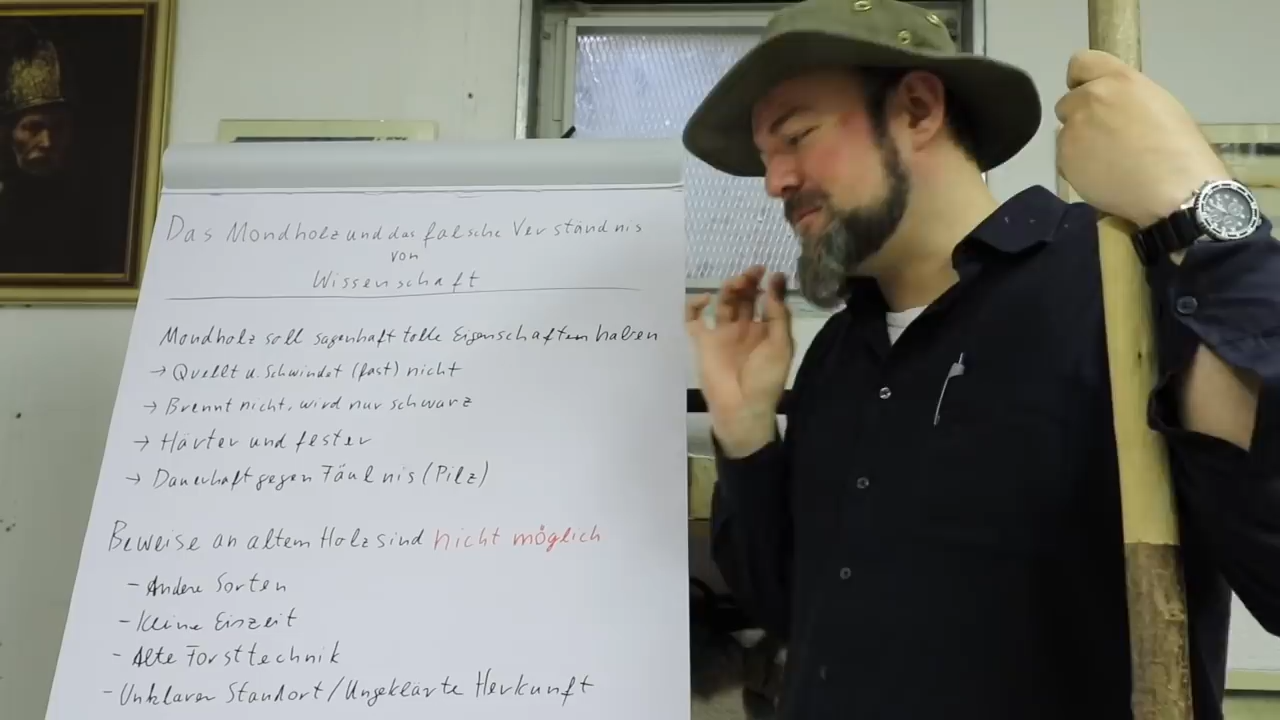 Das Mondholz und das falsche Verständnis
von
Wissenschaft
Mondholz soll sagenhaft tolle Eigenschaften haben
→ Quellt u. Schwindet (fast) nicht
→ Brennt nicht, wird nur schwarz
→ Härter und fester
→ Dauerhaft gegen Fäulnis (Pilz)
Beweise an altem Holz sind nicht möglich
- Andere Sorten
- Keine Eiszeit
- Alte Forsttechnik
- Unklarer Standort/Ungeklärte Herkunft